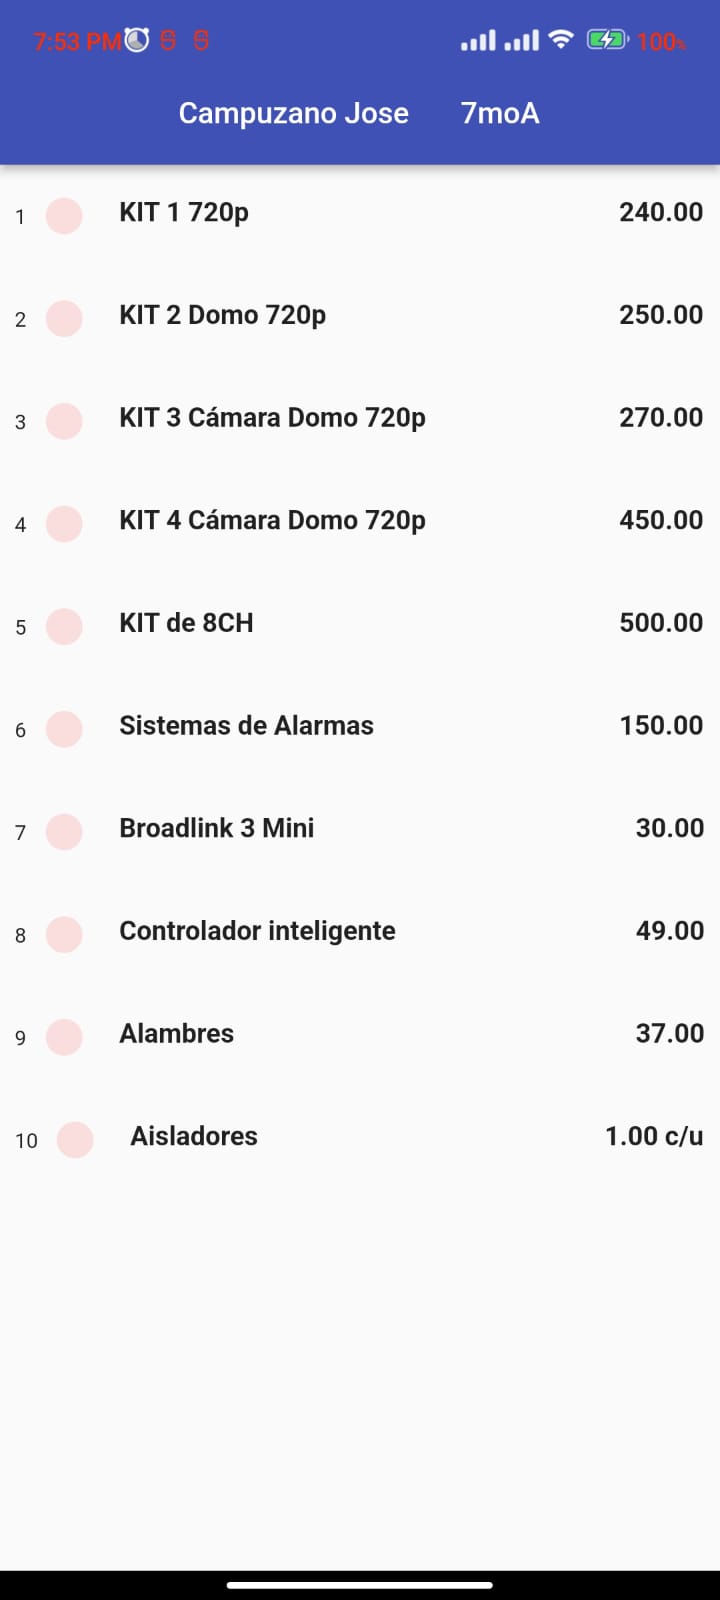 7:53 PM 100%
Campuzano Jose 7moA
1 KIT 1 720p 240.00
2 KIT 2 Domo 720p 250.00
3 KIT 3 Cámara Domo 720p 270.00
4 KIT 4 Cámara Domo 720p 450.00
5 KIT de 8CH 500.00
6 Sistemas de Alarmas 150.00
7 Broadlink 3 Mini 30.00
8 Controlador inteligente 49.00
9 Alambres 37.00
10 Aisladores 1.00 c/u